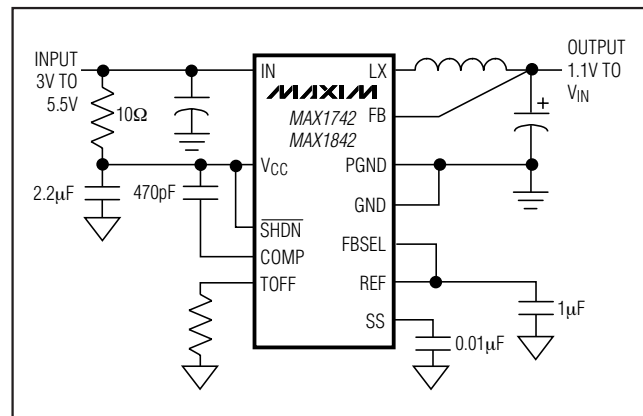 INPUT
3V TO
5.5V
10Ω
2.2µF
470pF
IN
VCC
SHDN
COMP
TOFF
MAXIM
MAX1742
MAX1842
LX
FB
PGND
GND
FBSEL
REF
SS
OUTPUT
1.1V TO
VIN
+
1µF
0.01µF